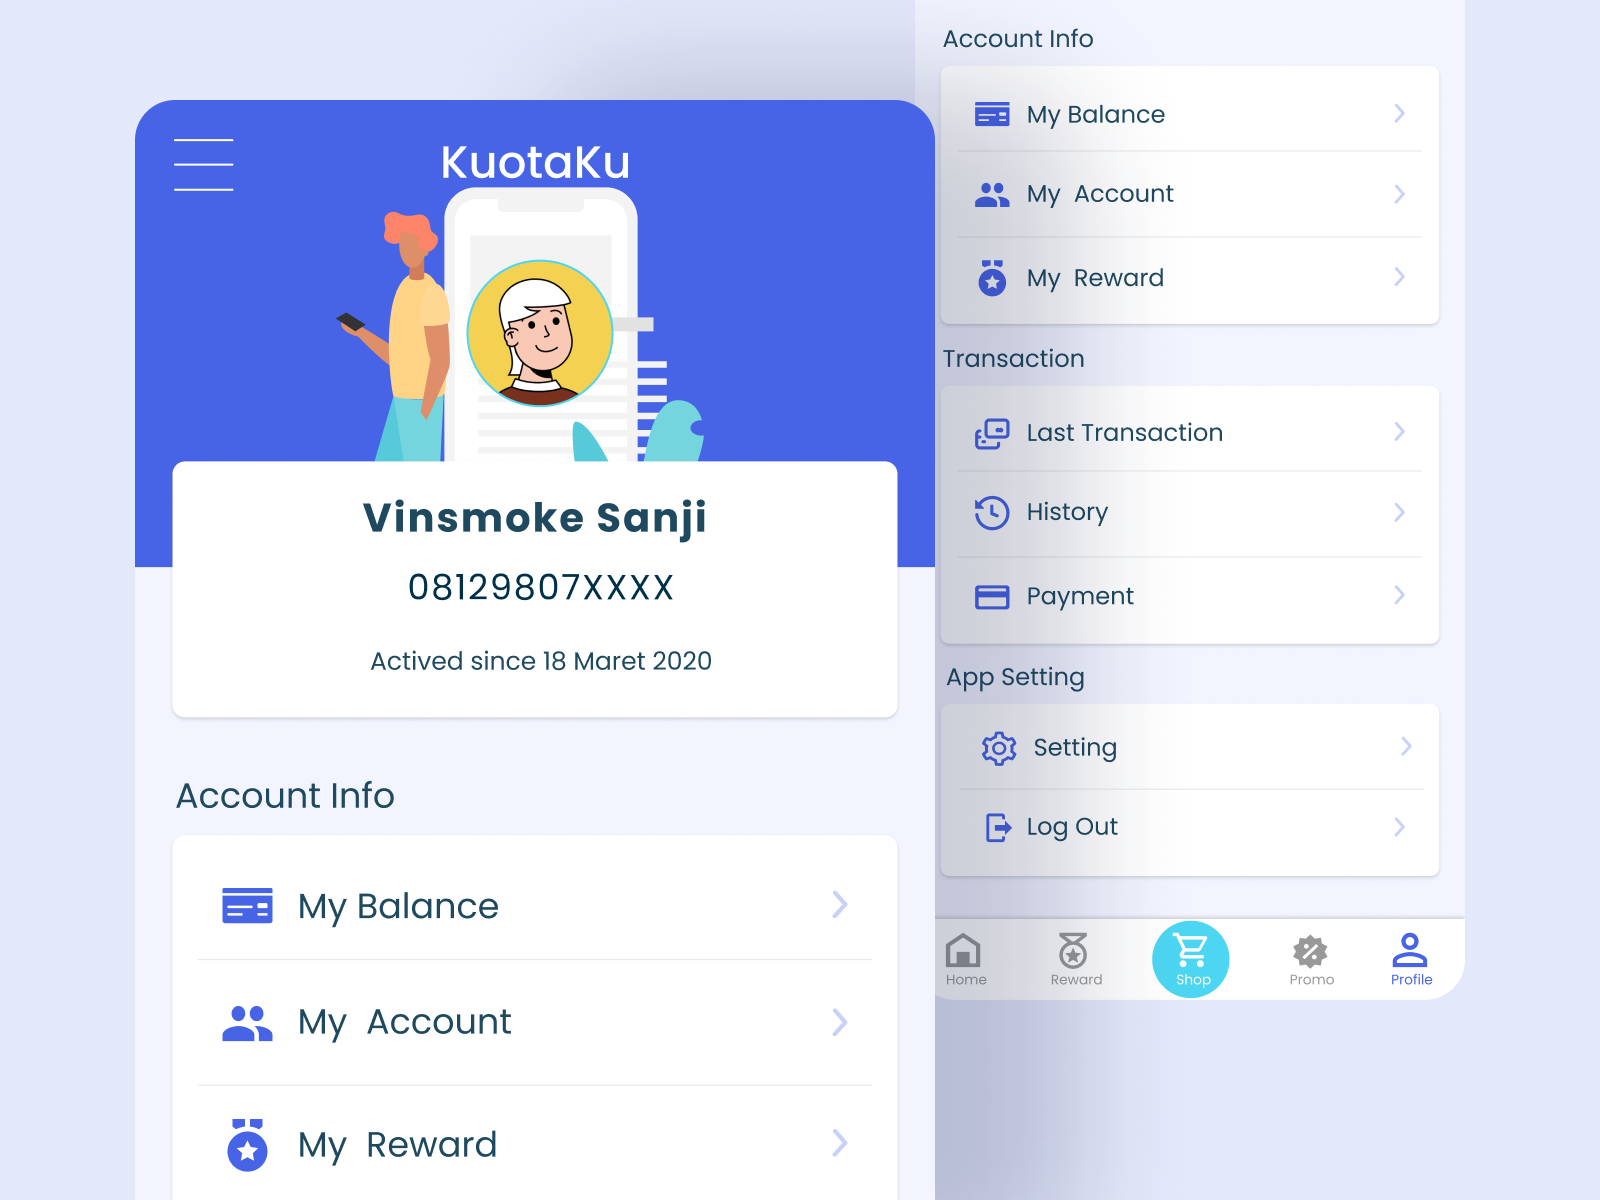 KuotaKu
Vinsmoke Sanji
08129807XXXX
Actived since 18 Maret 2020
Account Info
My Balance
My Account
My Reward
Account Info
My Balance
My Account
My Reward
Transaction
Last Transaction
History
Payment
App Setting
Setting
Log Out
Home
Reward
Shop
Promo
Profile